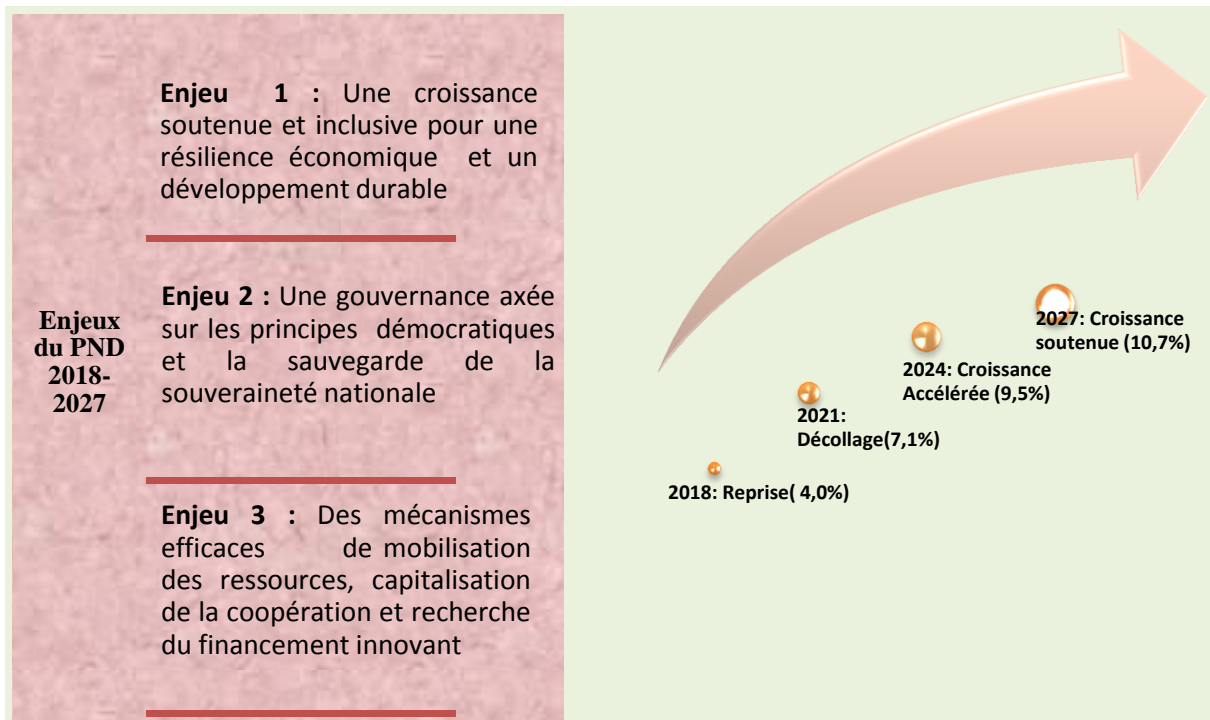 Enjeux
du PND
2018-
2027
Enjeu 1 : Une croissance
soutenue et inclusive pour une
résilience économique et un
développement durable
Enjeu 2 : Une gouvernance axée
sur les principes démocratiques
et la sauvegarde de la
souveraineté nationale
Enjeu 3 : Des mécanismes
efficaces de mobilisation
des ressources, capitalisation
de la coopération et recherche
du financement innovant
2018: Reprise( 4,0%)
2021:
Décollage(7,1%)
2024: Croissance
Accélérée (9,5%)
2027: Croissance
soutenue (10,7%)